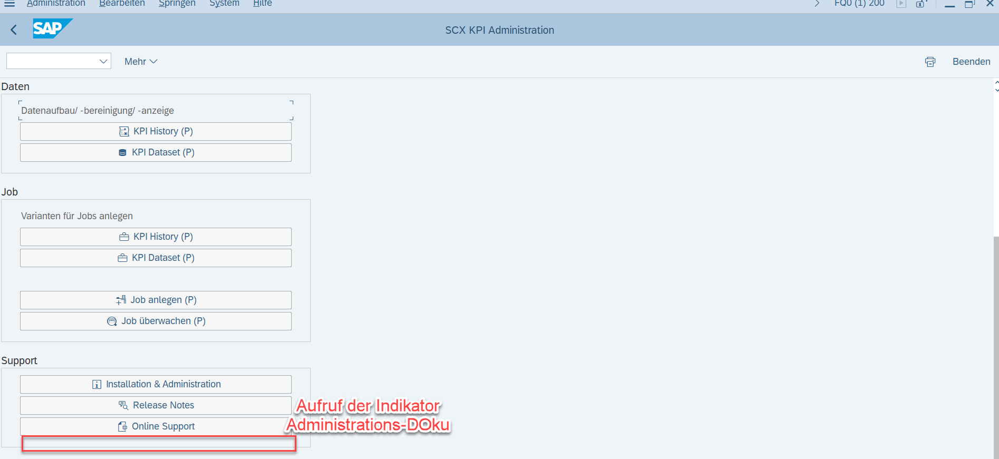 Administration Bearbeiten Springen System Hilfe FQ0 (1) 200
SAP SCX KPI Administration
Mehr Beenden
Daten
Datenaufbau/ -bereinigung/ -anzeige
KPI History (P)
KPI Dataset (P)
Job
Varianten für Jobs anlegen
KPI History (P)
KPI Dataset (P)
Job anlegen (P)
Job überwachen (P)
Support
Installation & Administration
Release Notes
Online Support
Aufruf der Indikator
Administrations-DOku